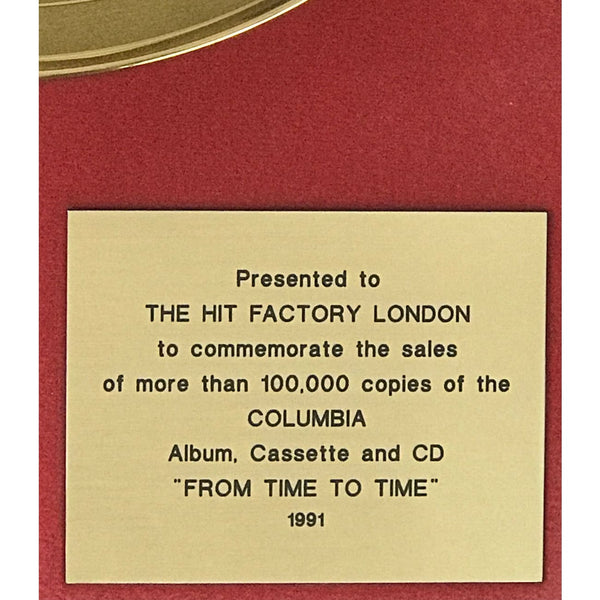 Presented to
THE HIT FACTORY LONDON
to commemorate the sales
of more than 100,000 copies of the
COLUMBIA
Album, Cassette and CD
"FROM TIME TO TIME"
1991